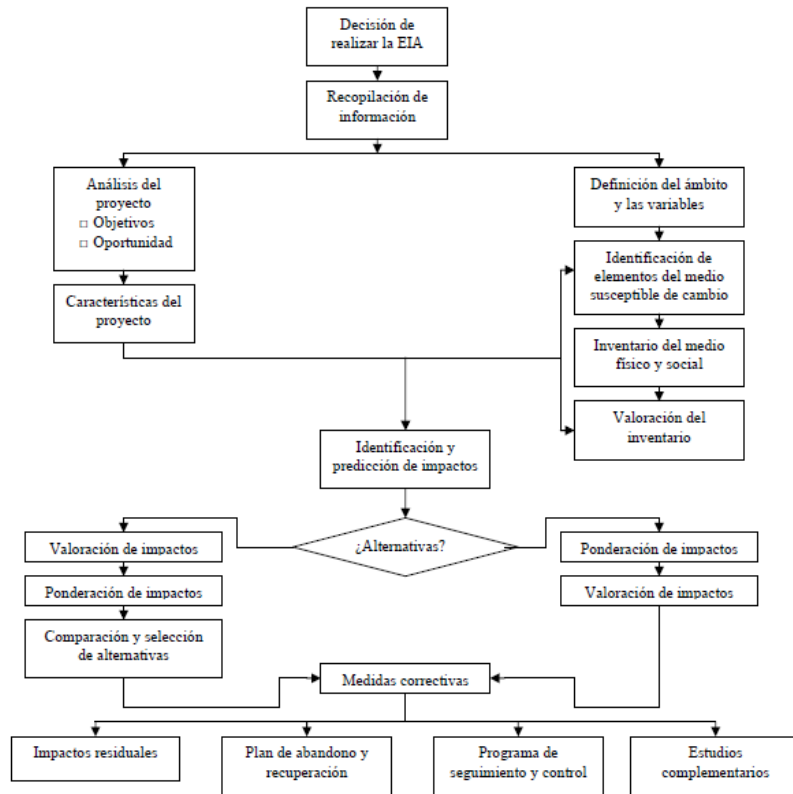 Decisión de
realizar la EIA
Recopilación de
información
Análisis del
proyecto
□ Objetivos
□ Oportunidad
Definición del ámbito
y las variables
Identificación de
elementos del medio
susceptible de cambio
Características del
proyecto
Inventario del medio
físico y social
Valoración del
inventario
Identificación y
predicción de impactos
¿Alternativas?
Valoración de impactos
Ponderación de impactos
Comparación y selección
de alternativas
Ponderación de impactos
Valoración de impactos
Medidas correctivas
Impactos residuales
Plan de abandono y
recuperación
Programa de
seguimiento y control
Estudios
complementarios